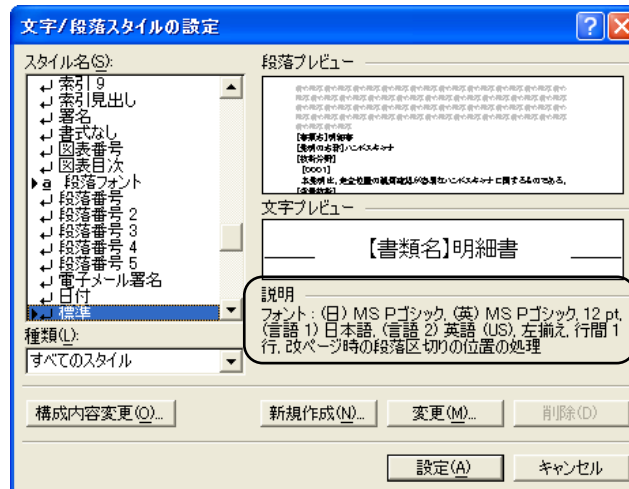 文字/段落スタイルの設定
スタイル名(S):
索引 9
索引見出し
署名
書式なし
図表番号
図表目次
a 段落フォント
段落番号
段落番号 2
段落番号 3
段落番号 4
段落番号 5
電子メール署名
日付
標準
種類(L):
すべてのスタイル
段落プレビュー
[書類名]明細書
[発明の名称]ハンドスキャナ
[技術分野]
[0001]
文字プレビュー
【書類名】明細書
説明
フォント : (日) MS Pゴシック, (英) MS Pゴシック, 12 pt,
(言語 1) 日本語, (言語 2) 英語 (US), 左揃え, 行間 1
行, 改ページ時の段落区切りの位置の処理
構成内容変更(O)...
新規作成(N)...
変更(M)...
削除(D)
設定(A)
キャンセル